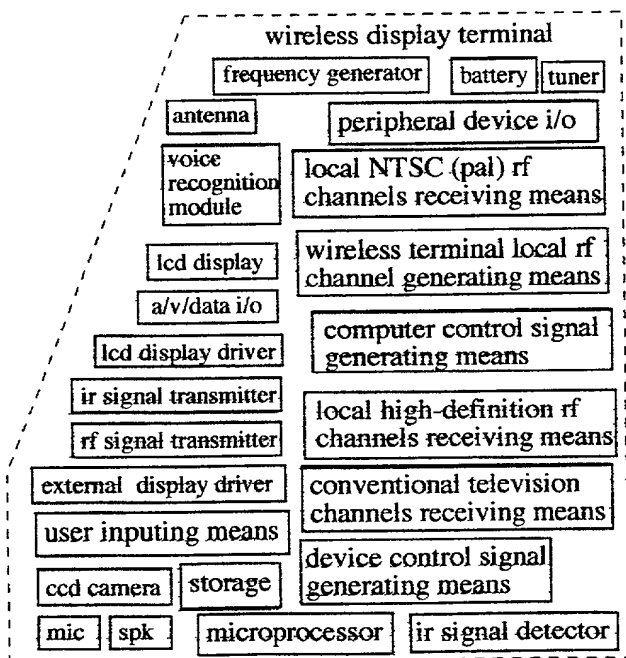 wireless display terminal
frequency generator battery tuner
antenna peripheral device i/o
voice
recognition
module
local NTSC (pal) rf
channels receiving means
lcd display
wireless terminal local rf
channel generating means
a/v/data i/o
lcd display driver
computer control signal
generating means
ir signal transmitter
rf signal transmitter
local high-definition rf
channels receiving means
external display driver
conventional television
channels receiving means
user inputing means
device control signal
generating means
ccd camera storage
mic spk microprocessor ir signal detector